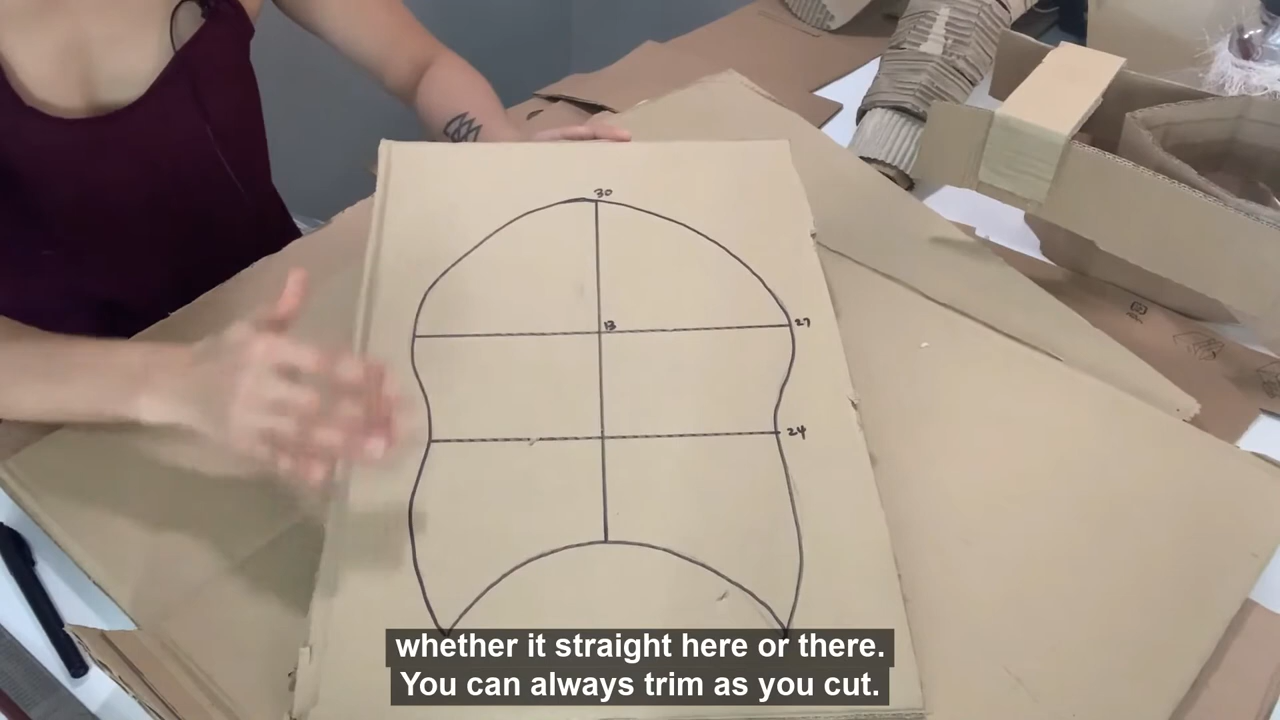 30
13
27
24
whether it straight here or there.
You can always trim as you cut.